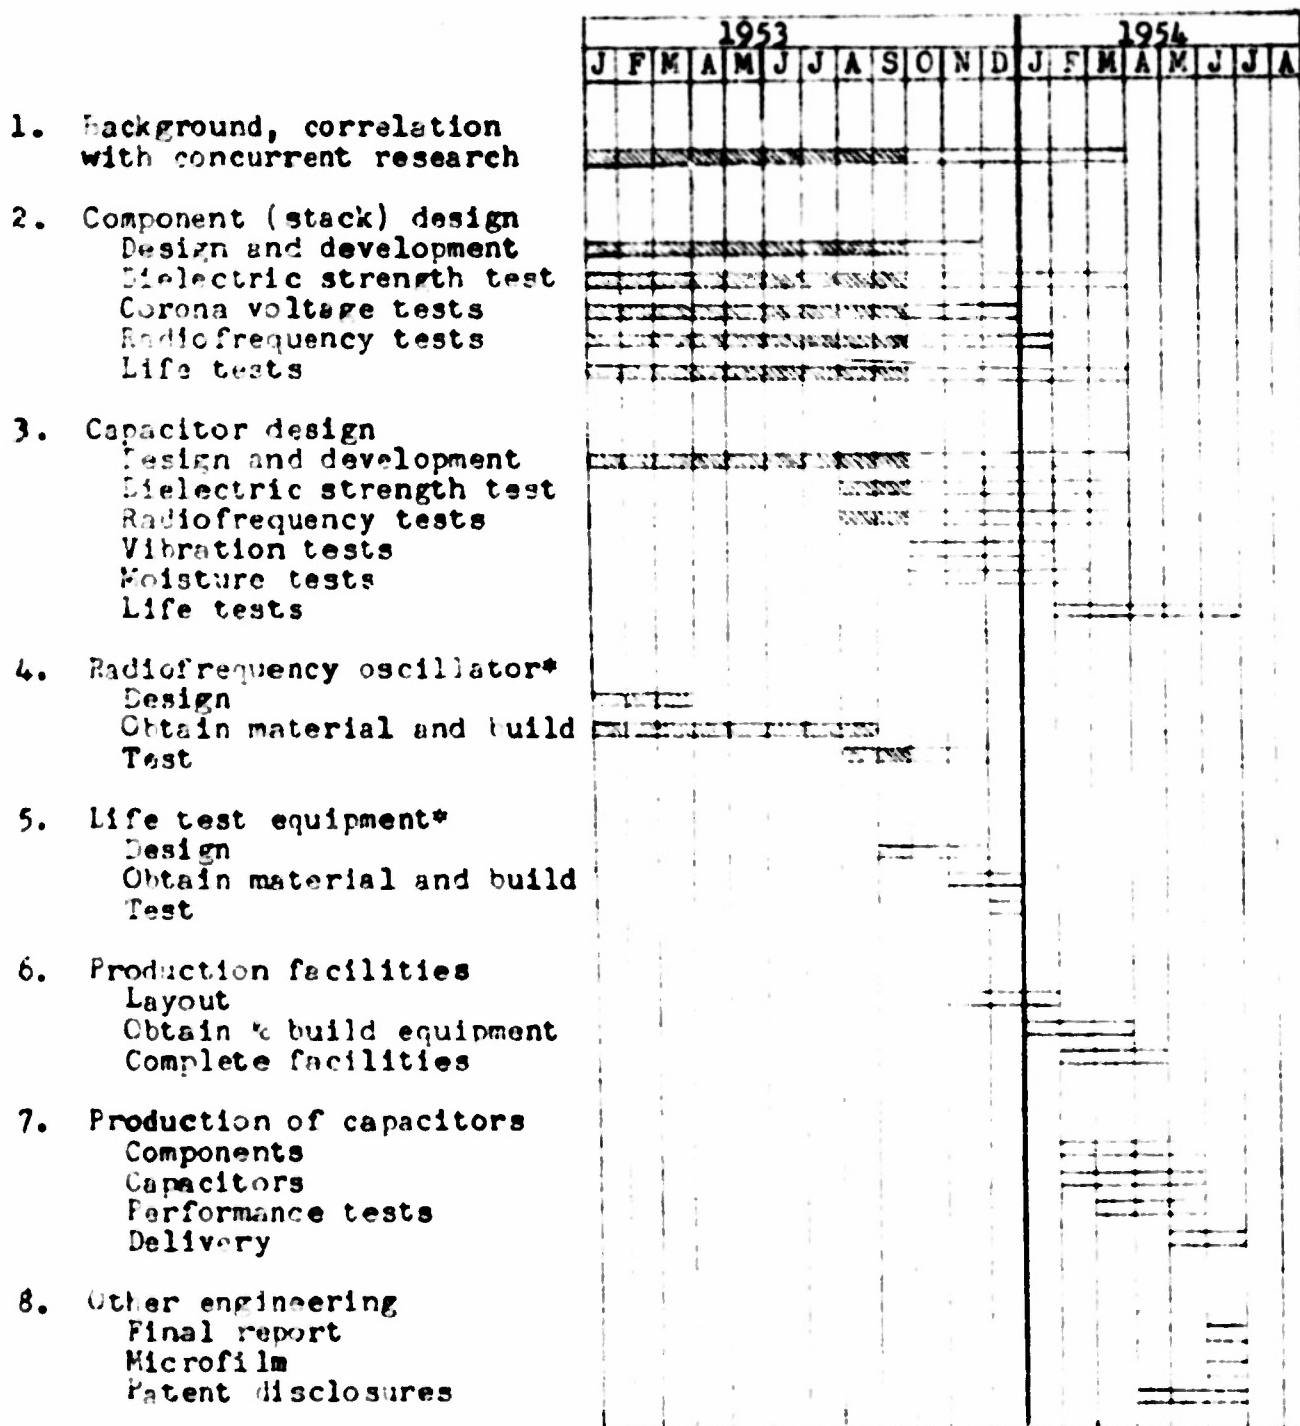 1953 1954
J F M A M J J A S O N D J F M A M J J A
1. Background, correlation
with concurrent research
2. Component (stack) design
Design and development
Dielectric strength test
Corona voltage tests
Radiofrequency tests
Life tests
3. Capacitor design
Design and development
Dielectric strength test
Radiofrequency tests
Vibration tests
Moisture tests
Life tests
4. Radiofrequency oscillator*
Design
Obtain material and build
Test
5. Life test equipment*
Design
Obtain material and build
Test
6. Production facilities
Layout
Obtain & build equipment
Complete facilities
7. Production of capacitors
Components
Capacitors
Performance tests
Delivery
8. Other engineering
Final report
Microfilm
Patent disclosures